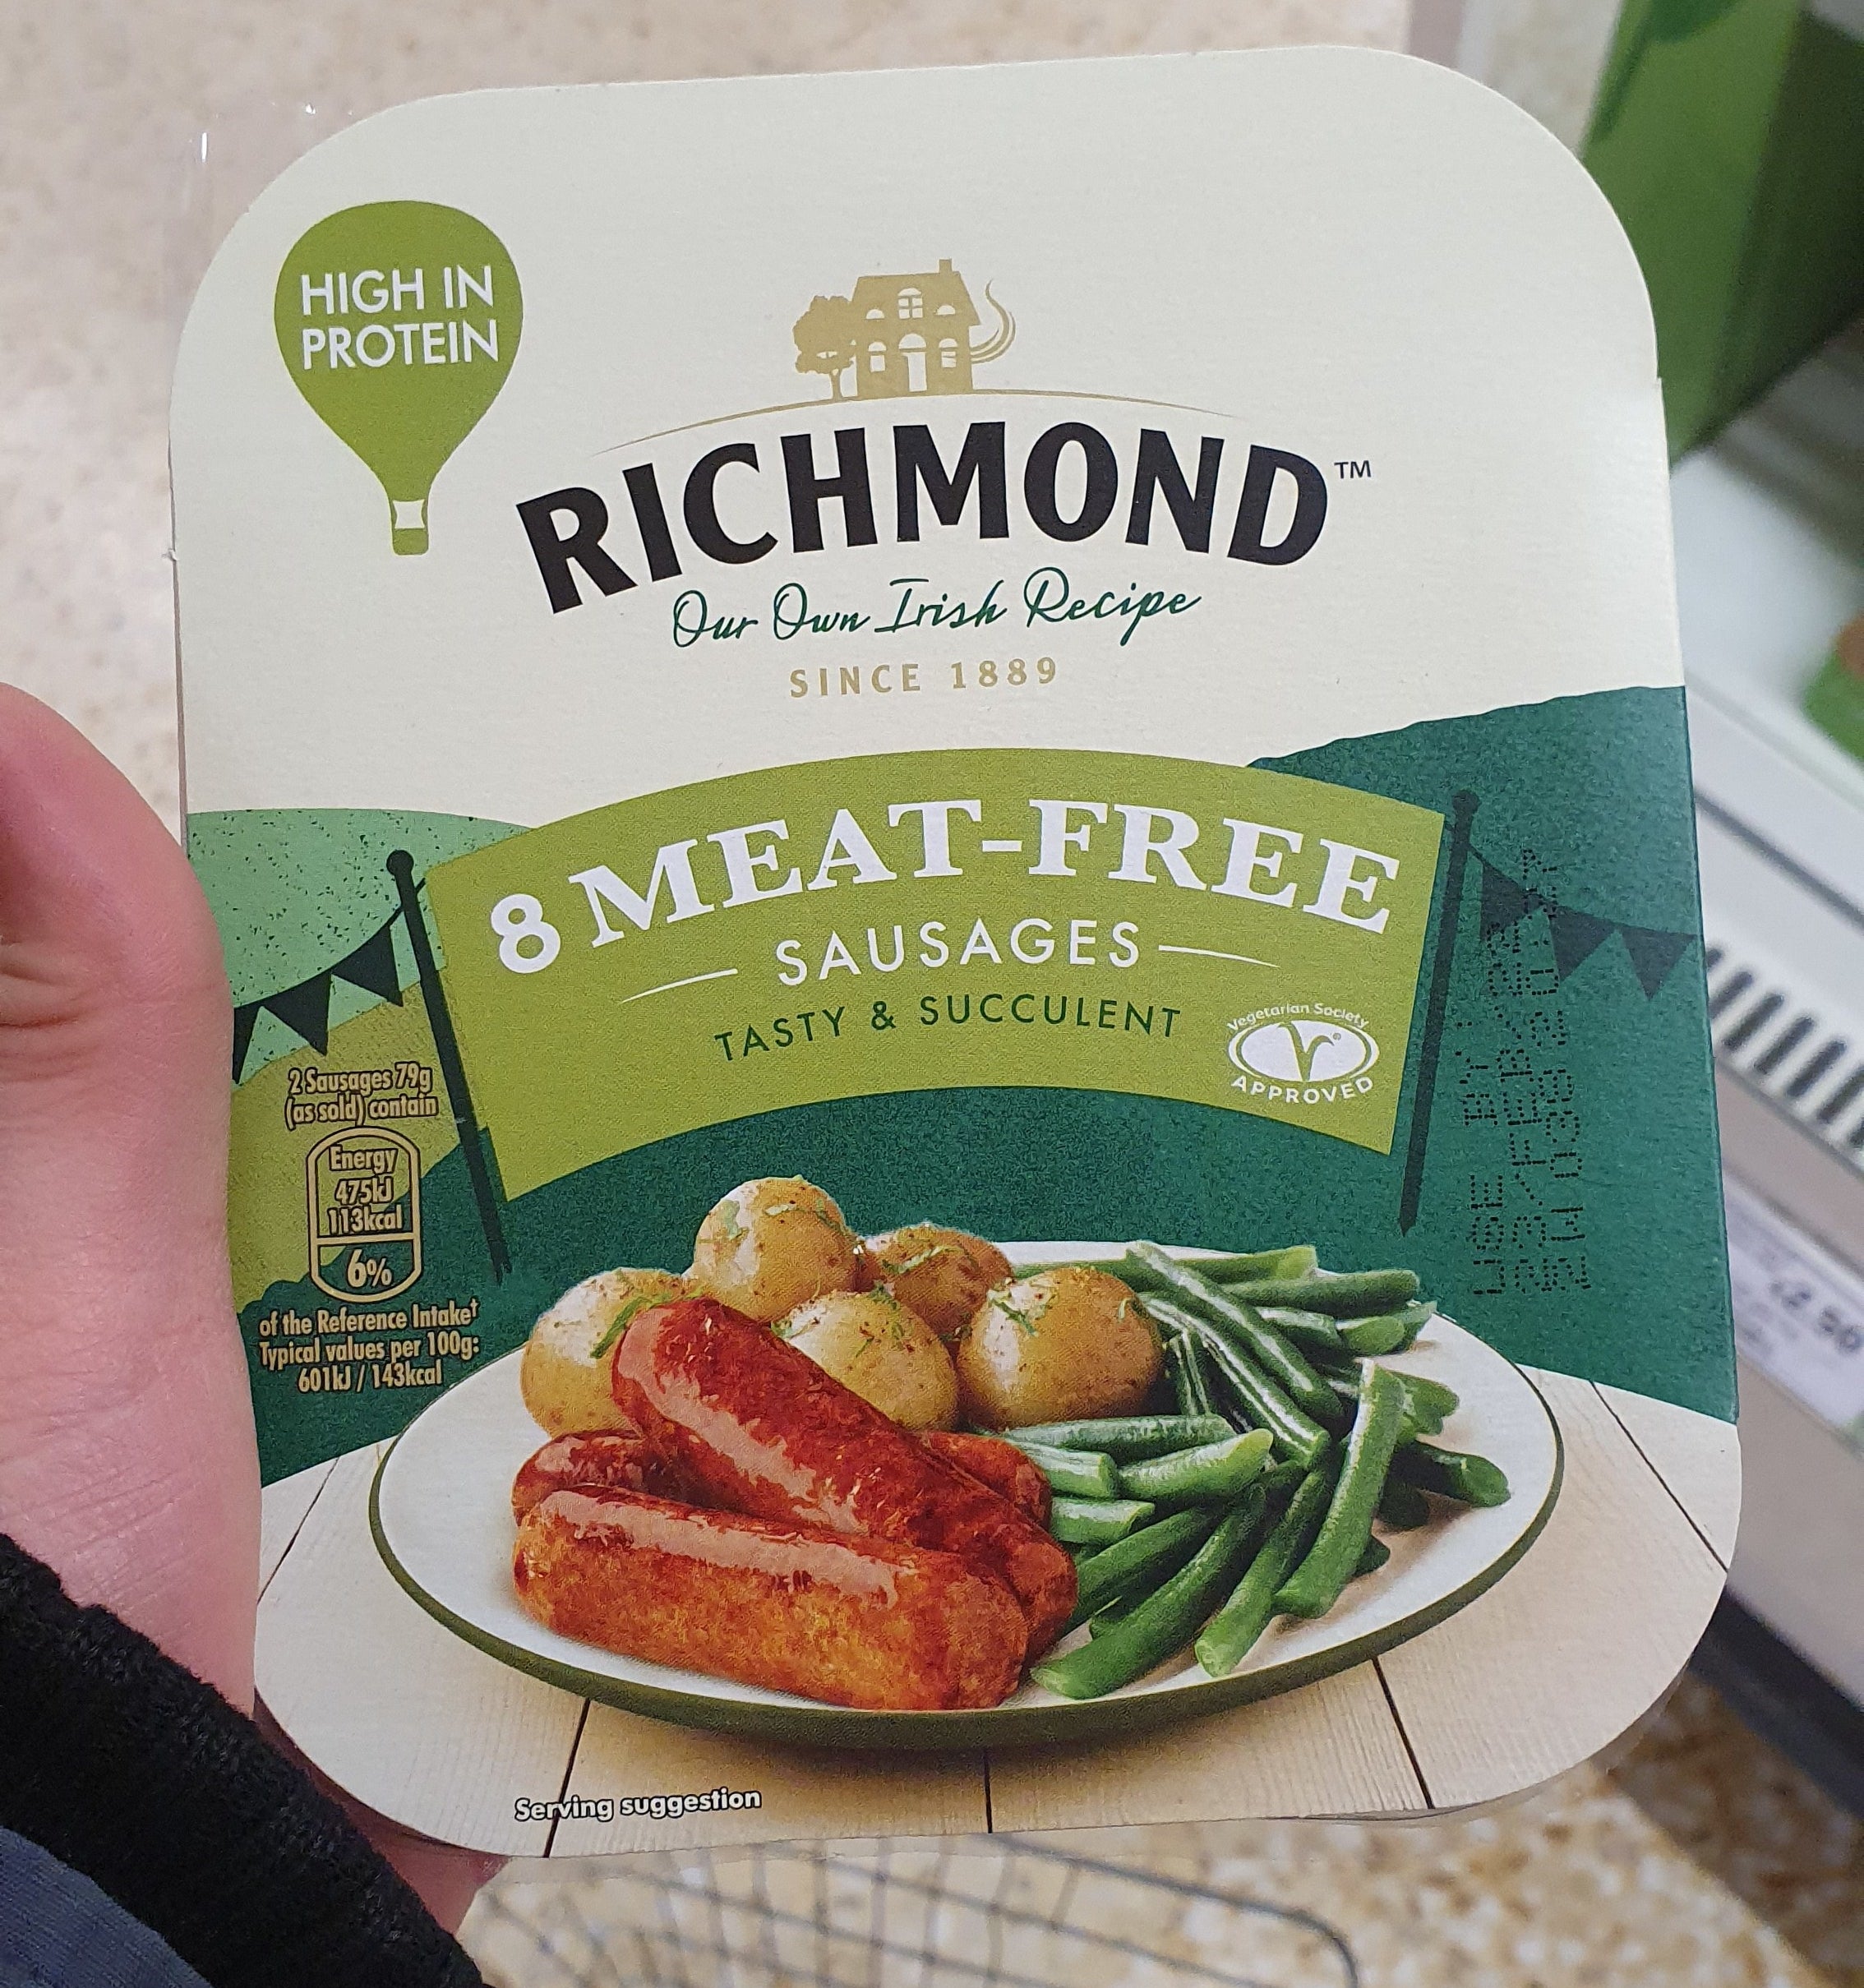 HIGH IN
PROTEIN
RICHMOND™
Our Own Irish Recipe
SINCE 1889
8 MEAT-FREE
SAUSAGES
TASTY & SUCCULENT
Vegetarian Society
APPROVED
2 Sausages 79g
(as sold) contain
Energy
475kJ
113kcal
6%
of the Reference Intake†
Typical values per 100g:
601kJ / 143kcal
USE BY:
Serving suggestion